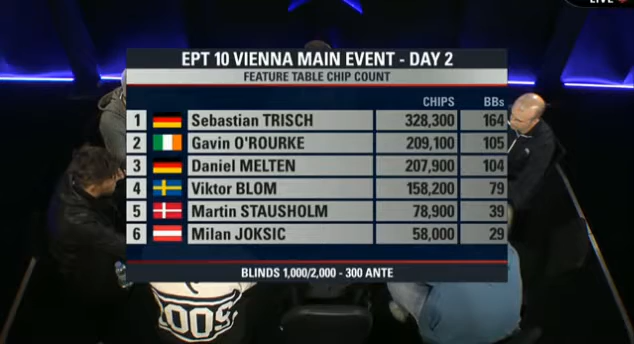 LIVE
EPT 10 VIENNA MAIN EVENT - DAY 2
FEATURE TABLE CHIP COUNT
CHIPS BBs
1 Sebastian TRISCH 328,300 164
2 Gavin O'ROURKE 209,100 105
3 Daniel MELTEN 207,900 104
4 Viktor BLOM 158,200 79
5 Martin STAUSHOLM 78,900 39
6 Milan JOKSIC 58,000 29
BLINDS 1,000/2,000 - 300 ANTE